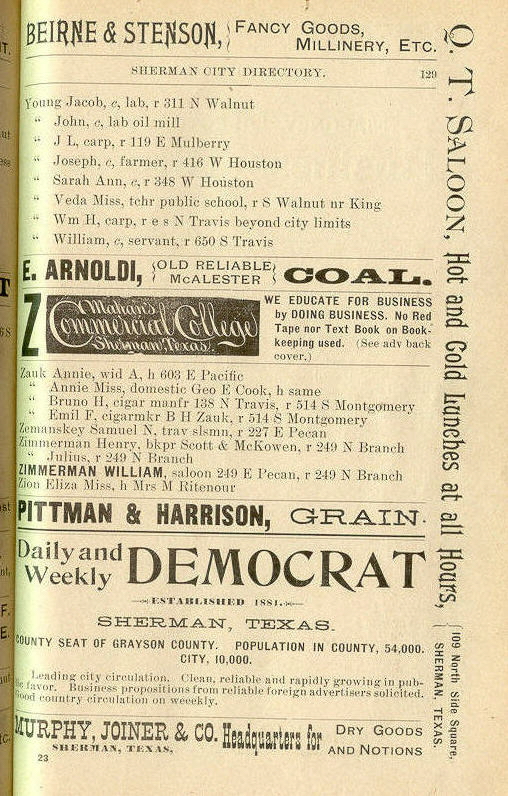 BEIRNE & STENSON, FANCY GOODS,
MILLINERY, ETC.
SHERMAN CITY DIRECTORY. 129
Young Jacob, c, lab, r 311 N Walnut
“ John, c, lab oil mill
“ J L, carp, r 119 E Mulberry
“ Joseph, c, farmer, r 416 W Houston
“ Sarah Ann, c, r 348 W Houston
“ Veda Miss, tchr public school, r S Walnut nr King
“ Wm H, carp, r e s N Travis beyond city limits
“ William, c, servant, r 650 S Travis
E. ARNOLDI, {OLD RELIABLE} COAL.
McALESTER
Z
Mahan's
Commercial College
Sherman, Texas.
WE EDUCATE FOR BUSINESS
by DOING BUSINESS. No Red
Tape nor Text Book on Book-
keeping used. (See adv back
cover.)
Zauk Annie, wid A, h 603 E Pacific
“ Annie Miss, domestic Geo E Cook, h same
“ Bruno H, cigar manfr 138 N Travis, r 514 S Montgomery
“ Emil F, cigarmkr B H Zauk, r 514 S Montgomery
Zemanskey Samuel N, trav slsmn, r 227 E Pecan
Zimmerman Henry, bkpr Scott & McKowen, r 249 N Branch
“ Julius, r 249 N Branch
ZIMMERMAN WILLIAM, saloon 249 E Pecan, r 249 N Branch
Zion Eliza Miss, h Mrs M Ritenour
PITTMAN & HARRISON, GRAIN.
Daily and
Weekly DEMOCRAT
ESTABLISHED 1881.
SHERMAN, TEXAS.
COUNTY SEAT OF GRAYSON COUNTY. POPULATION IN COUNTY, 54,000.
CITY, 10,000.
Leading city circulation. Clean, reliable and rapidly growing in pub-
lic favor. Business propositions from reliable foreign advertisers solicited.
Good country circulation on weeekly.
MURPHY, JOINER & CO. Headquarters for DRY GOODS
SHERMAN, TEXAS, AND NOTIONS
23
Q. T. SALOON, Hot and Cold Lunches at all Hours,
109 North Side Square,
SHERMAN, TEXAS.